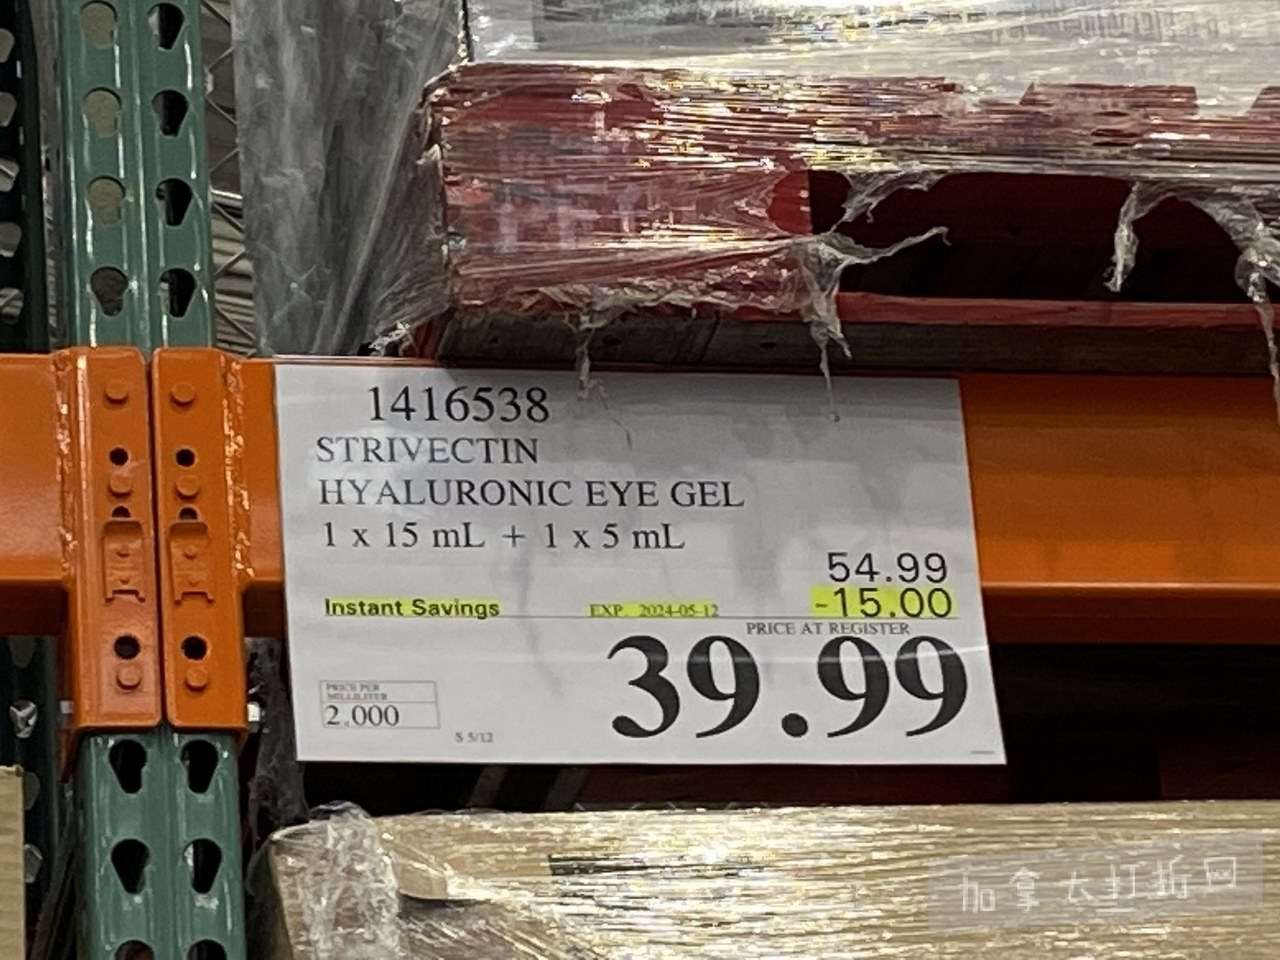 1416538
STRIVECTIN
HYALURONIC EYE GEL
1 x 15 mL + 1 x 5 mL
54.99
Instant Savings EXP. 2024-05-12 -15.00
PRICE AT REGISTER
39.99
PRICE PER
MILLILITER
2.000
S 5/12
加拿大打折网